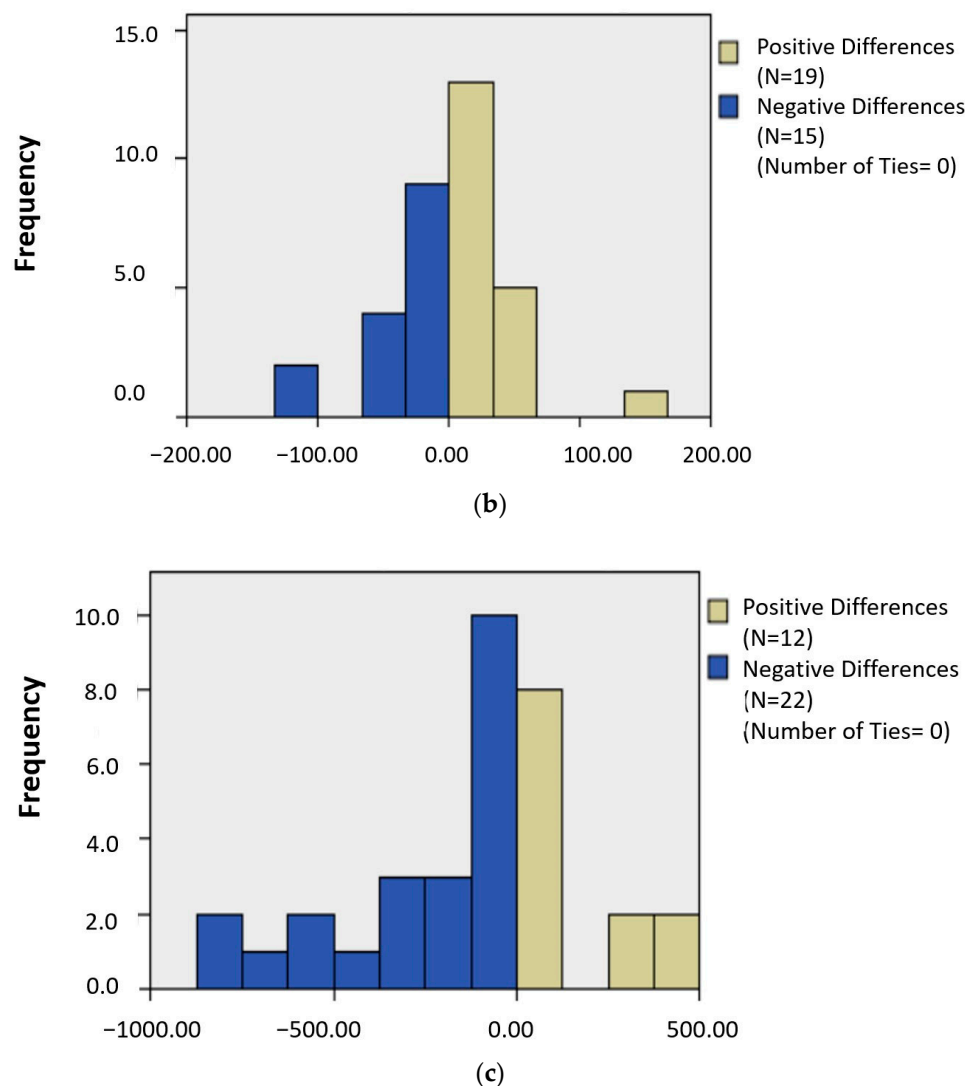 15.0
10.0
5.0
0.0
Frequency
−200.00 −100.00 0.00 100.00 200.00
Positive Differences
(N=19)
Negative Differences
(N=15)
(Number of Ties= 0)
(b)
10.0
8.0
6.0
4.0
2.0
0.0
Frequency
−1000.00 −500.00 0.00 500.00
Positive Differences
(N=12)
Negative Differences
(N=22)
(Number of Ties= 0)
(c)